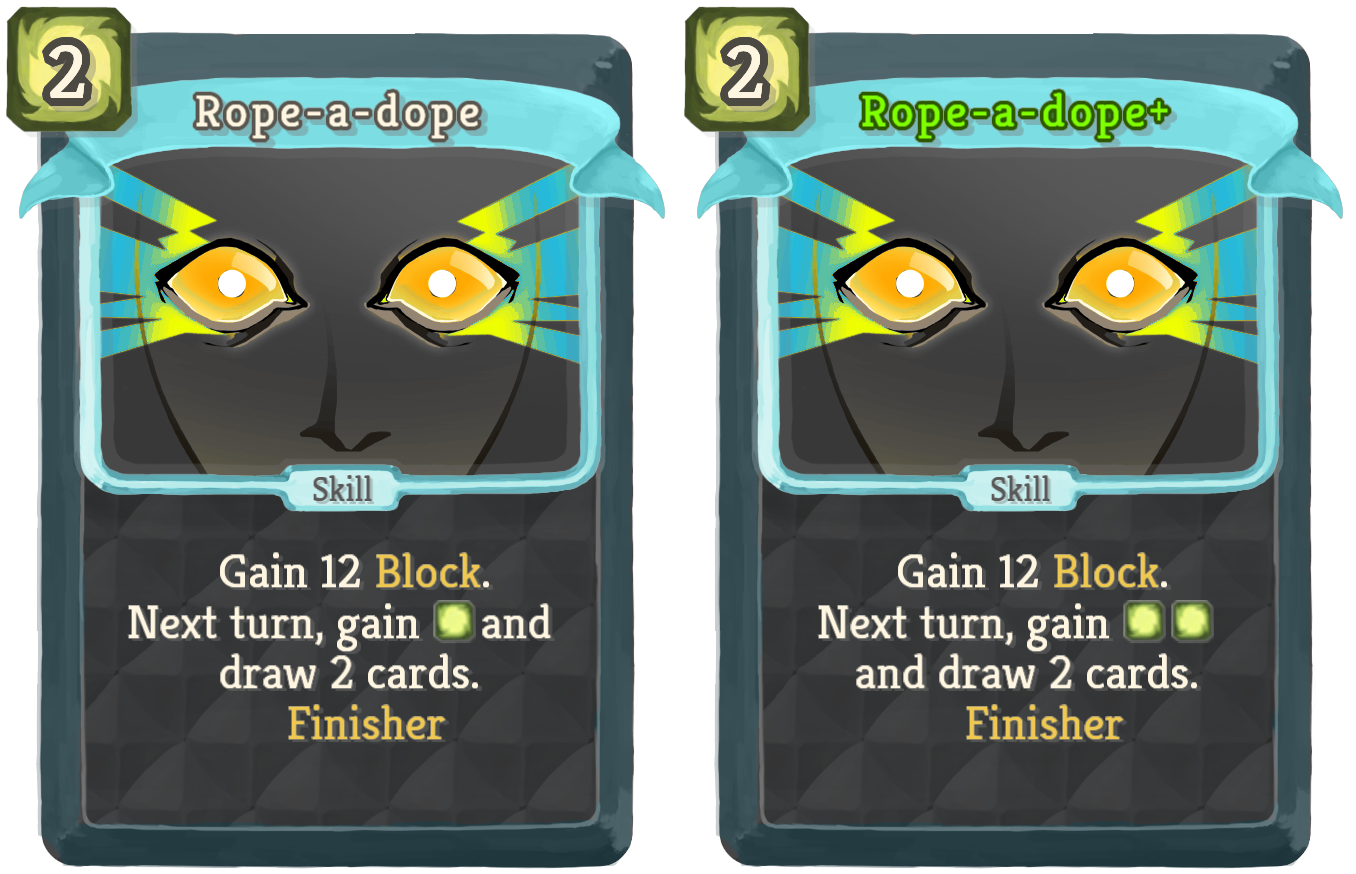 2
Rope-a-dope
Skill
Gain 12 Block.
Next turn, gain and
draw 2 cards.
Finisher
2
Rope-a-dope+
Skill
Gain 12 Block.
Next turn, gain
and draw 2 cards.
Finisher